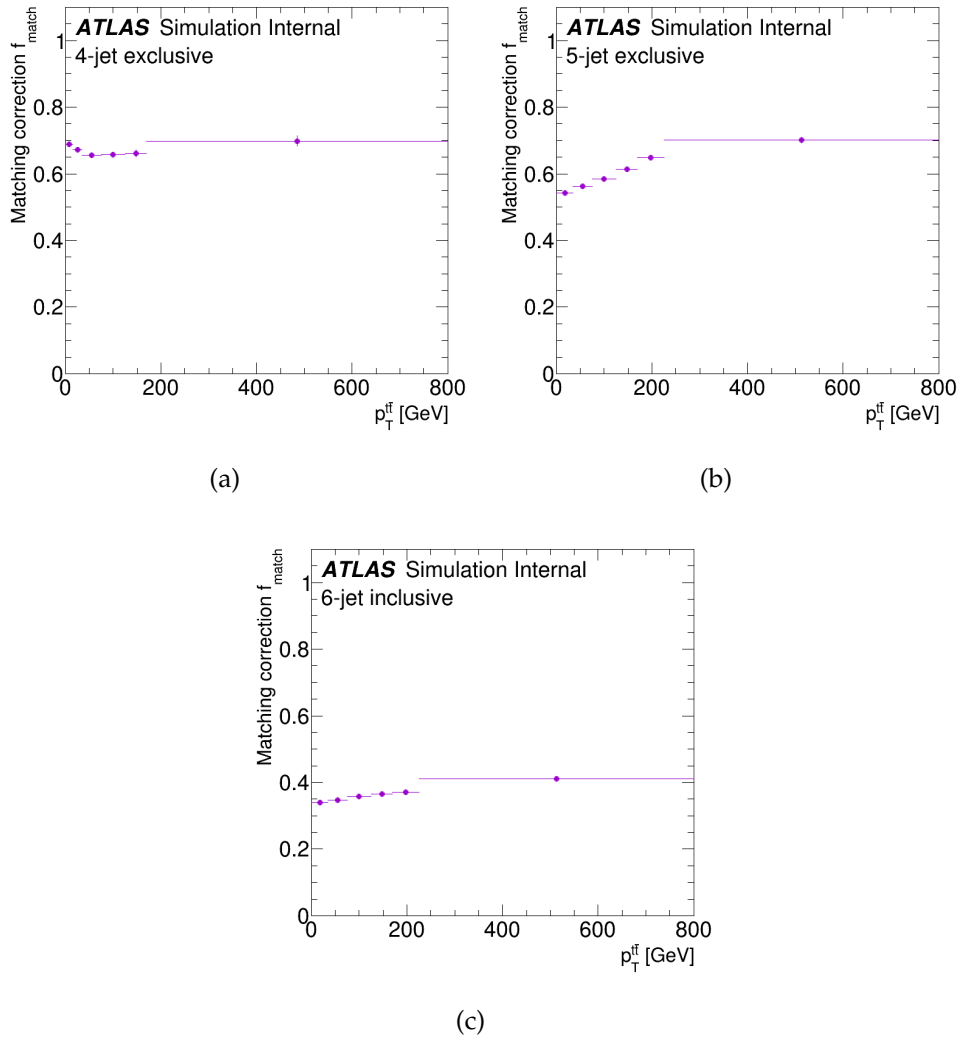 ATLAS Simulation Internal
4-jet exclusive
Matching correction f_match
1
0.8
0.6
0.4
0.2
0
0 200 400 600 800
p_T^{tt̄} [GeV]
(a)
ATLAS Simulation Internal
5-jet exclusive
Matching correction f_match
1
0.8
0.6
0.4
0.2
0
0 200 400 600 800
p_T^{tt̄} [GeV]
(b)
ATLAS Simulation Internal
6-jet inclusive
Matching correction f_match
1
0.8
0.6
0.4
0.2
0
0 200 400 600 800
p_T^{tt̄} [GeV]
(c)